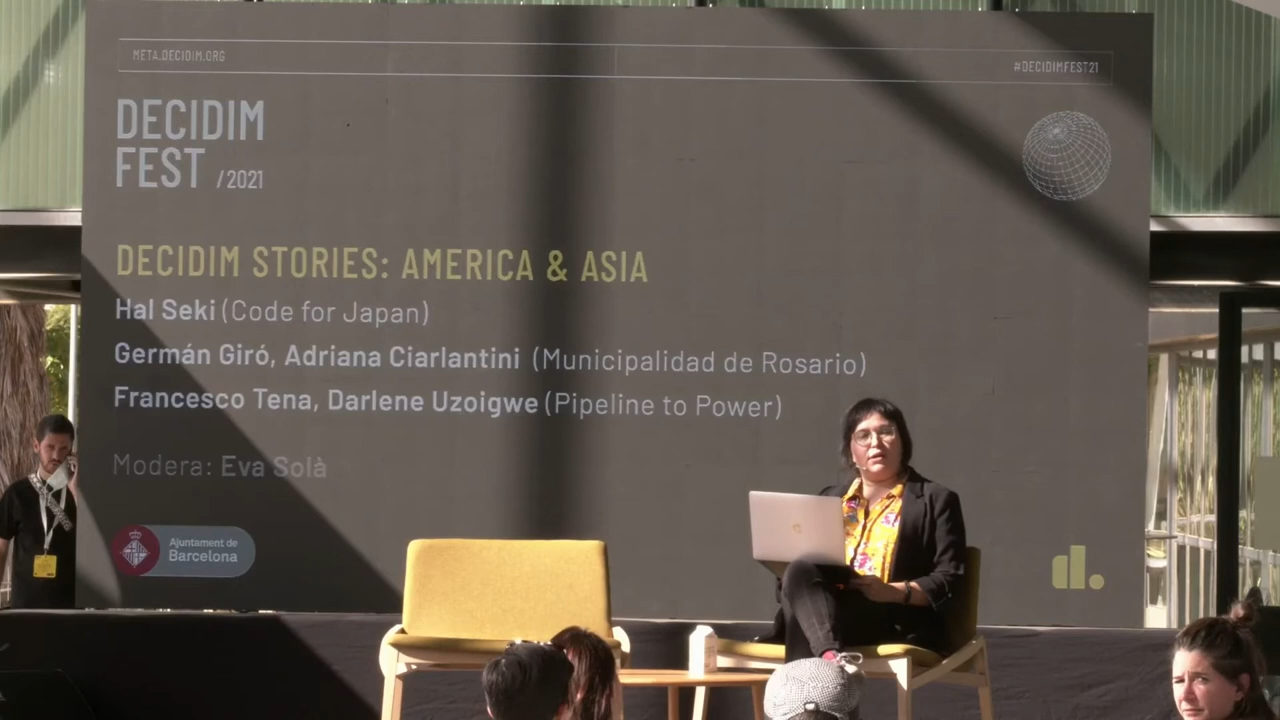 META.DECIDIM.ORG
#DECIDIMFEST21
DECIDIM
FEST /2021
DECIDIM STORIES: AMERICA & ASIA
Hal Seki (Code for Japan)
Germán Giró, Adriana Ciarlantini (Municipalidad de Rosario)
Francesco Tena, Darlene Uzoigwe (Pipeline to Power)
Modera: Eva Solà
Ajuntament de
Barcelona